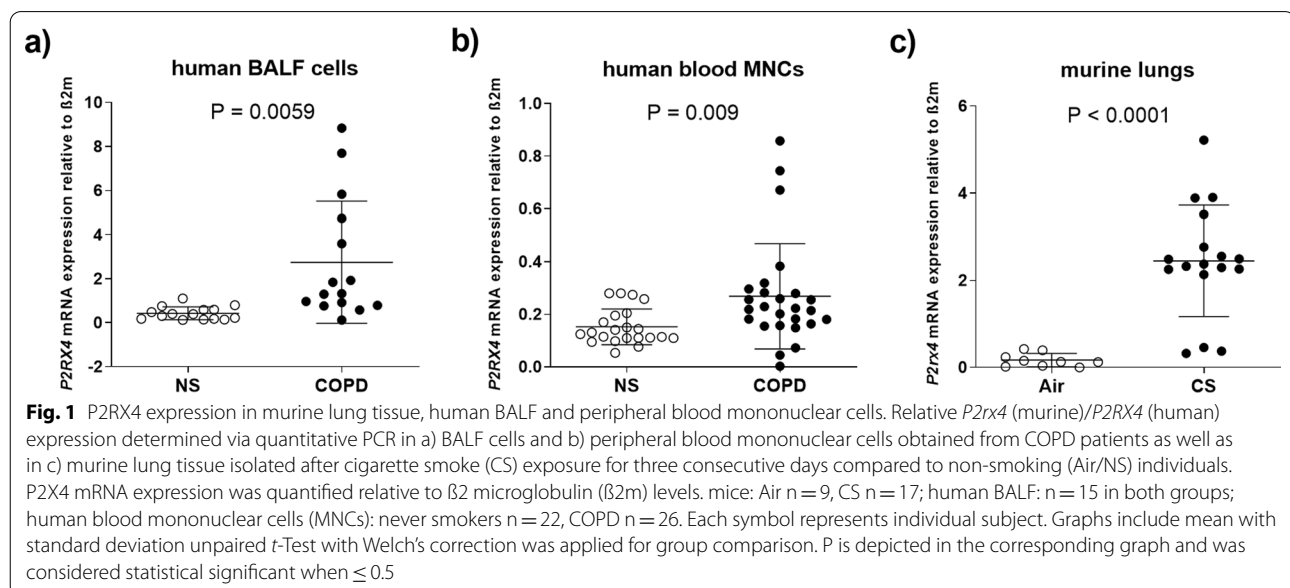 a)
human BALF cells
P = 0.0059
P2RX4 mRNA expression relative to ß2m
10
8
6
4
2
0
-2
NS
COPD
b)
human blood MNCs
P = 0.009
P2RX4 mRNA expression relative to ß2m
1.0
0.8
0.6
0.4
0.2
0.0
NS
COPD
c)
murine lungs
P < 0.0001
P2rx4 mRNA expression relative to ß2m
6
4
2
0
Air
CS
Fig. 1 P2RX4 expression in murine lung tissue, human BALF and peripheral blood mononuclear cells. Relative P2rx4 (murine)/P2RX4 (human)
expression determined via quantitative PCR in a) BALF cells and b) peripheral blood mononuclear cells obtained from COPD patients as well as
in c) murine lung tissue isolated after cigarette smoke (CS) exposure for three consecutive days compared to non-smoking (Air/NS) individuals.
P2X4 mRNA expression was quantified relative to ß2 microglobulin (ß2m) levels. mice: Air n = 9, CS n = 17; human BALF: n = 15 in both groups;
human blood mononuclear cells (MNCs): never smokers n = 22, COPD n = 26. Each symbol represents individual subject. Graphs include mean with
standard deviation unpaired t-Test with Welch's correction was applied for group comparison. P is depicted in the corresponding graph and was
considered statistical significant when ≤ 0.5